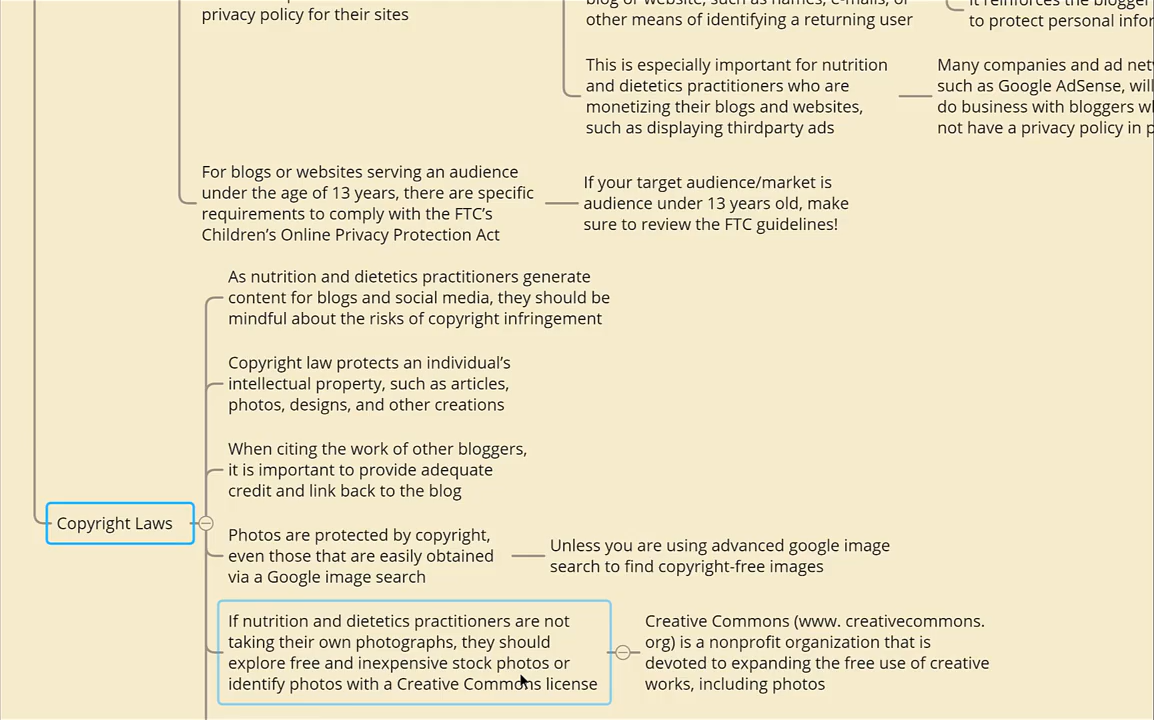 privacy policy for their sites
other means of identifying a returning user
to protect personal
This is especially important for nutrition
and dietetics practitioners who are
monetizing their blogs and websites,
such as displaying thirdparty ads
Many companies and ad
such as Google AdSense, will
do business with bloggers
not have a privacy policy in
For blogs or websites serving an audience
under the age of 13 years, there are specific
requirements to comply with the FTC’s
Children’s Online Privacy Protection Act
If your target audience/market is
audience under 13 years old, make
sure to review the FTC guidelines!
As nutrition and dietetics practitioners generate
content for blogs and social media, they should be
mindful about the risks of copyright infringement
Copyright law protects an individual’s
intellectual property, such as articles,
photos, designs, and other creations
When citing the work of other bloggers,
it is important to provide adequate
credit and link back to the blog
Copyright Laws
Photos are protected by copyright,
even those that are easily obtained
via a Google image search
Unless you are using advanced google image
search to find copyright-free images
If nutrition and dietetics practitioners are not
taking their own photographs, they should
explore free and inexpensive stock photos or
identify photos with a Creative Commons license
Creative Commons (www. creativecommons.
org) is a nonprofit organization that is
devoted to expanding the free use of creative
works, including photos